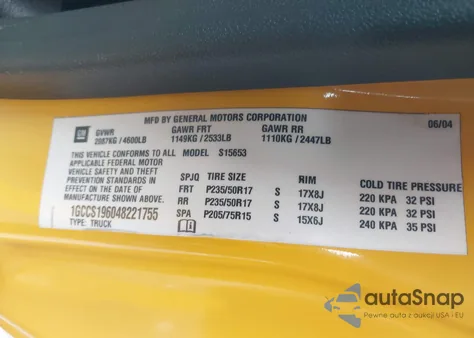 MFD BY GENERAL MOTORS CORPORATION
06/04
GM
GVWR GAWR FRT GAWR RR
2087KG / 4600LB 1149KG / 2533LB 1110KG / 2447LB
THIS VEHICLE CONFORMS TO ALL MODEL S15653
APPLICABLE FEDERAL MOTOR
VEHICLE SAFETY
STANDARDS IN
EFFECT ON THE DATE OF
MANUFACTURE SHOWN ABOVE.
1GCCS196048221755
TYPE: TRUCK
SPJQ TIRE SIZE RIM COLD TIRE PRESSURE
FRT P235/50R17 S 17X8J 220 KPA 32 PSI
RR P235/50R17 S 17X8J 220 KPA 32 PSI
SPA P205/75R15 S 15X6J 240 KPA 35 PSI
autoSnap
Pewne auta z aukcji USA i EU